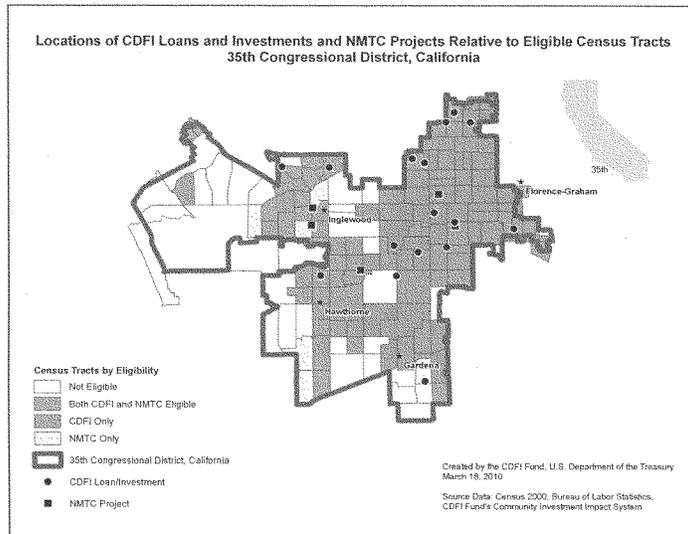 Locations of CDFI Loans and Investments and NMTC Projects Relative to Eligible Census Tracts
35th Congressional District, California
35th
Florence-Graham
Inglewood
Hawthorne
Gardena
Census Tracts by Eligibility
Not Eligible
Both CDFI and NMTC Eligible
CDFI Only
NMTC Only
35th Congressional District, California
CDFI Loan/Investment
NMTC Project
Created by the CDFI Fund, U.S. Department of the Treasury
March 18, 2010
Source Data: Census 2000, Bureau of Labor Statistics,
CDFI Fund's Community Investment Impact System